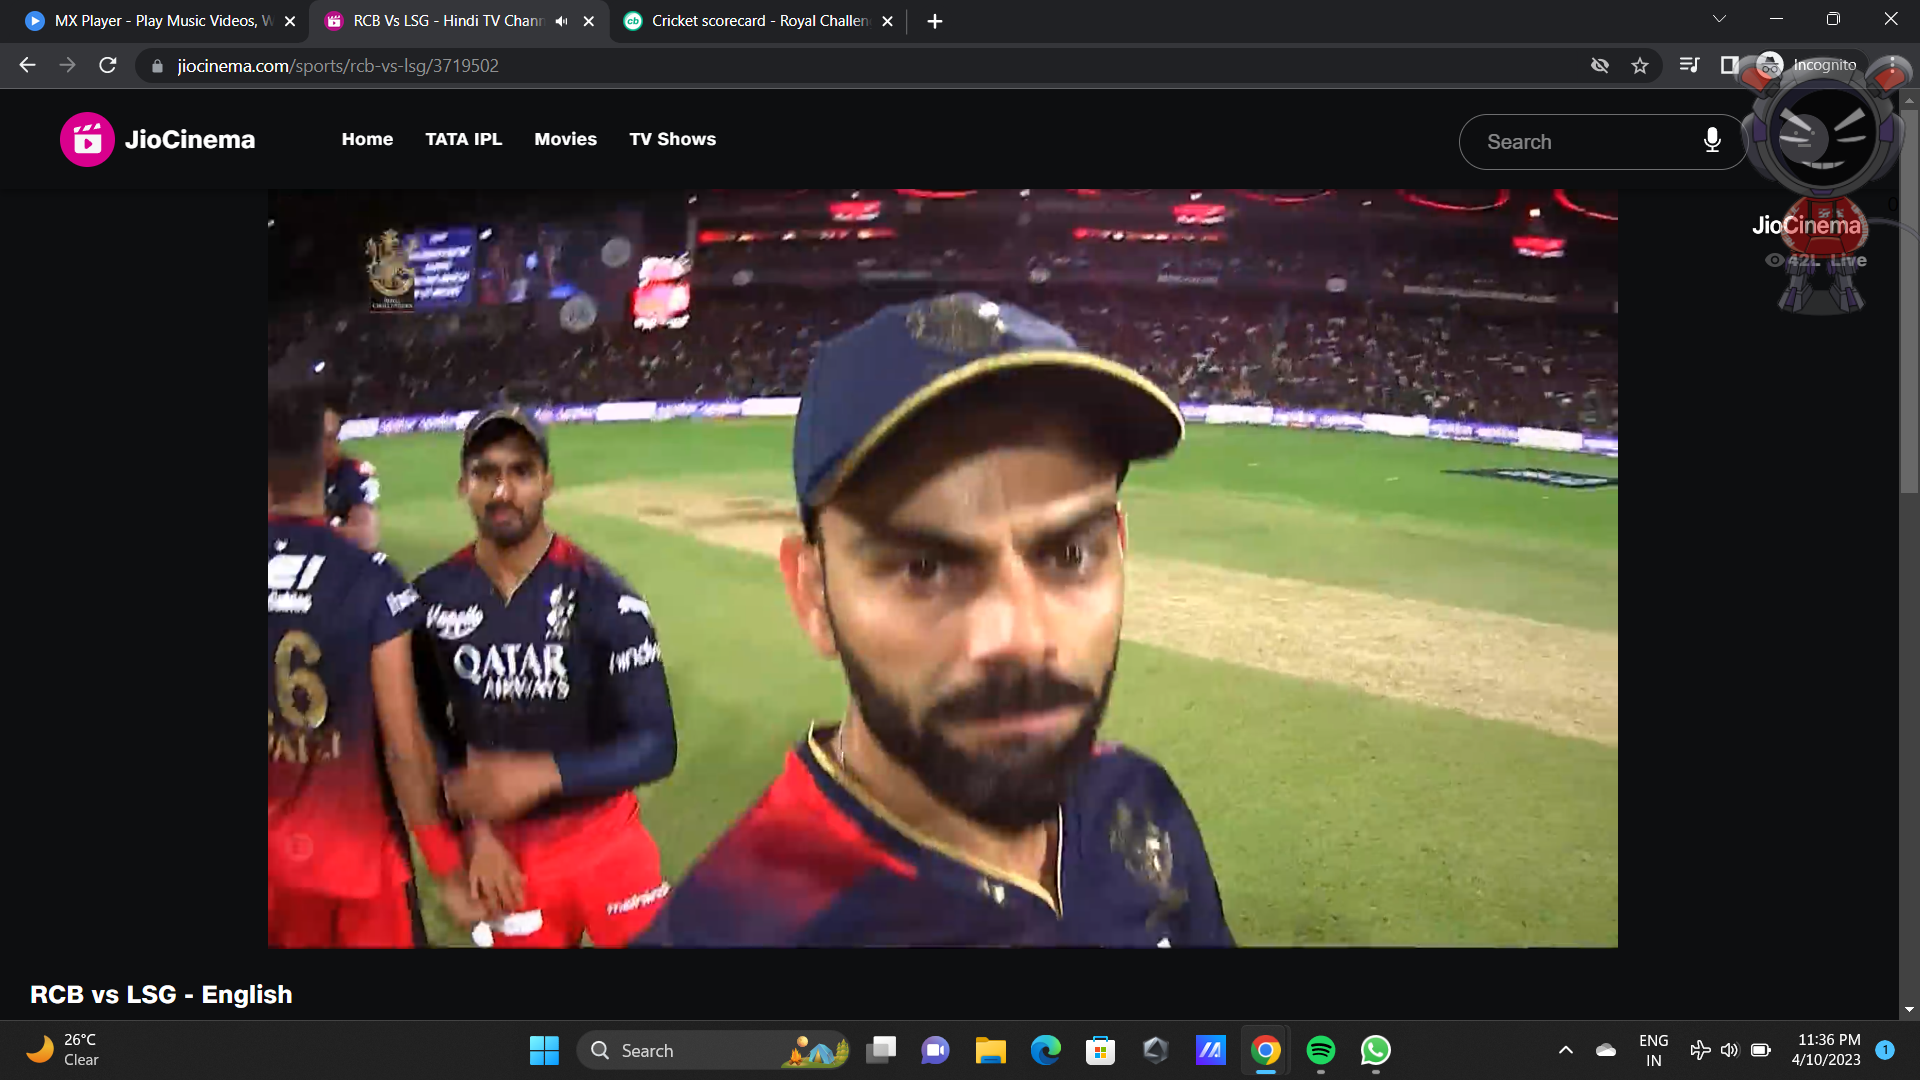 MX Player - Play Music Videos, W
RCB Vs LSG - Hindi TV Chann
Cricket scorecard - Royal Challen
jiocinema.com/sports/rcb-vs-lsg/3719502
Incognito
JioCinema
Home
TATA IPL
Movies
TV Shows
Search
JioCinema
42L Live
QATAR
AIRWAYS
6
RCB vs LSG - English
26°C
Clear
Search
ENG
IN
11:36 PM
4/10/2023
1